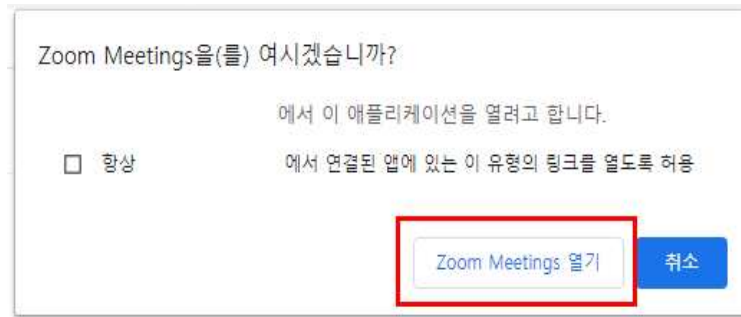 Zoom Meetings을(를) 여시겠습니까?
에서 이 애플리케이션을 열려고 합니다.
항상 에서 연결된 앱에 있는 이 유형의 링크를 열도록 허용
Zoom Meetings 열기 취소